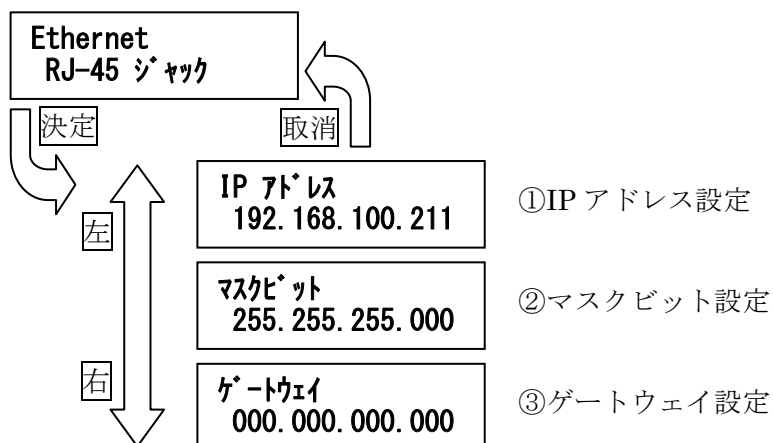 Ethernet
RJ-45 ｼﾞｬｯｸ
決定
取消
IP ｱﾄﾞﾚｽ
192.168.100.211
①IP アドレス設定
左
ﾏｽｸﾋﾞｯﾄ
255.255.255.000
②マスクビット設定
右
ｹﾞｰﾄｳｪｲ
000.000.000.000
③ゲートウェイ設定